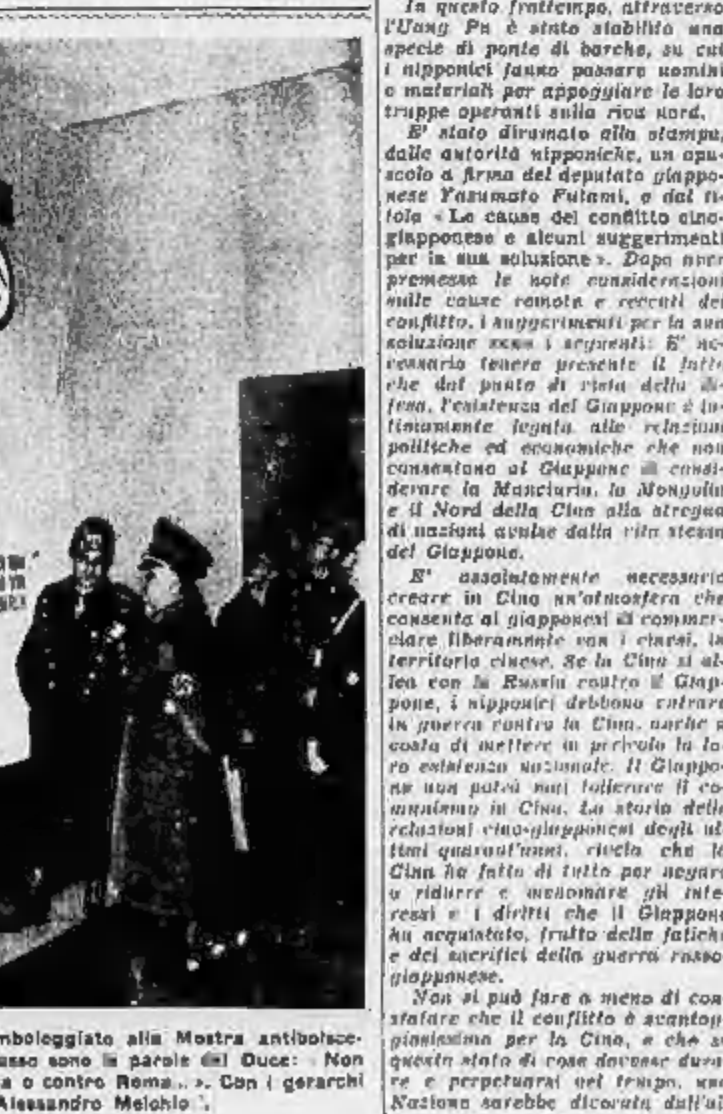 In questo frattempo, attraverso
l'Uang Pu è stato stabilito una
specie di ponte di barche, su cui
i nipponici fanno passare uomini
e materiali per appoggiare le loro
truppe operanti sulla riva nord.
E' stato diramato alla stampa,
dalle autorità nipponiche, un opu-
scolo a firma del deputato giappo-
nese Yasumato Futami, e dal ti-
tolo « Le cause del conflitto cino-
giapponese e alcuni suggerimenti
per la sua soluzione ». Dopo aver
premesso le note considerazioni
sulle cause remote e recenti del
conflitto, i suggerimenti per la sua
soluzione sono i seguenti: E' ne-
cessario tenere presente il fatto
che dal punto di vista della di-
fesa, l'esistenza del Giappone è in-
timamente legata alle relazioni
politiche ed economiche che non
consentono al Giappone di consi-
derare la Manciuria, la Mongolia
e il Nord della Cina alla stregua
di nazioni avulse dalla vita stessa
del Giappone.
E' assolutamente necessario
creare in Cina un'atmosfera che
consenta ai giapponesi di commer-
ciare liberamente con i cinesi, in
territorio cinese. Se la Cina si al-
lea con la Russia contro il Giap-
pone, i nipponici debbono entrare
in guerra contro la Cina, anche a
costo di mettere in pericolo la lo-
ro esistenza nazionale. Il Giappo-
ne non potrà mai tollerare il co-
munismo in Cina. La storia delle
relazioni cino-giapponesi degli ul-
timi quarant'anni, rivela che la
Cina ha fatto di tutto per negare
o ridurre e menomare gli inte-
ressi e i diritti che il Giappone
ha acquistato, frutto delle fatiche
e dei sacrifici della guerra russo
giapponese.
Non si può fare a meno di con
statare che il conflitto è svantag-
giosissimo per la Cina, e che se
questo stato di cose dovesse dura
re e perpetuarsi nel tempo, una
Nazione sarebbe divorata dall'al
mboleggiato alla Mostra antibolsce-
asso sono le parole del Duce: « Non
a o contro Roma... ». Con i gerarchi
Alessandro Melchio